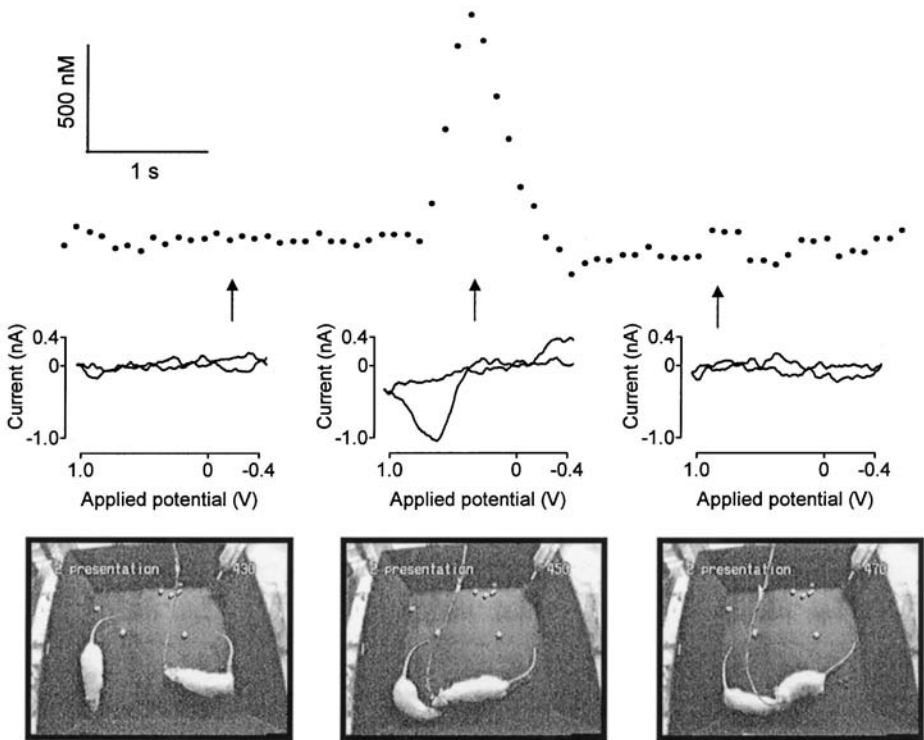 500 nM
1 s
0.4
0
-1.0
Current (nA)
1.0
0
-0.4
Applied potential (V)
0.4
0
-1.0
Current (nA)
1.0
0
-0.4
Applied potential (V)
0.4
0
-1.0
Current (nA)
1.0
0
-0.4
Applied potential (V)
2 presentation 430
2 presentation 450
2 presentation 470